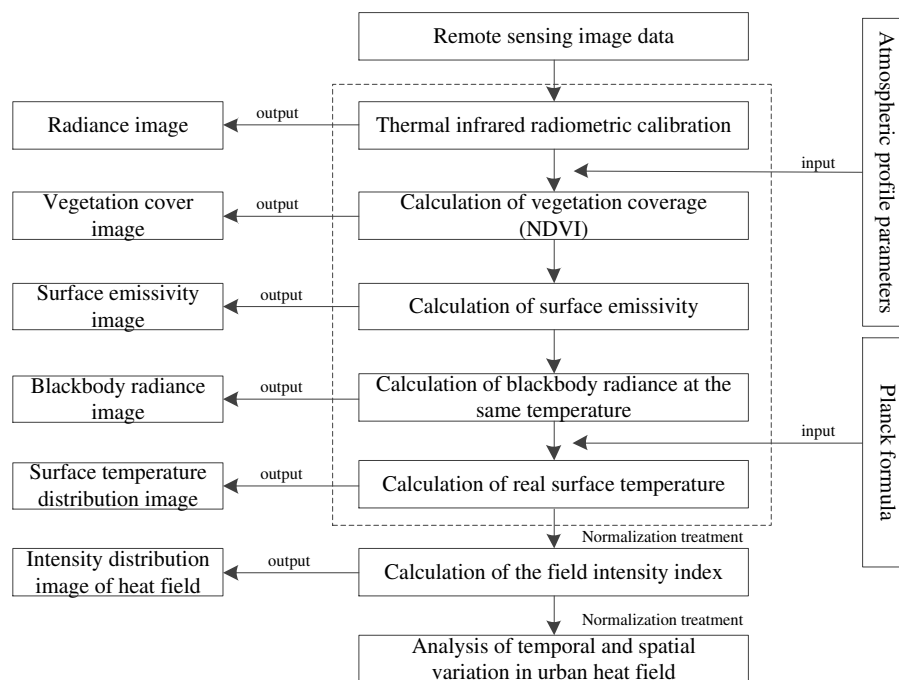 Remote sensing image data
Atmospheric profile parameters
Radiance image
output
Thermal infrared radiometric calibration
input
Vegetation cover
image
output
Calculation of vegetation coverage
(NDVI)
Surface emissivity
image
output
Calculation of surface emissivity
Blackbody radiance
image
output
Calculation of blackbody radiance at the
same temperature
Planck formula
input
Surface temperature
distribution image
output
Calculation of real surface temperature
Normalization treatment
Intensity distribution
image of heat field
output
Calculation of the field intensity index
Normalization treatment
Analysis of temporal and spatial
variation in urban heat field